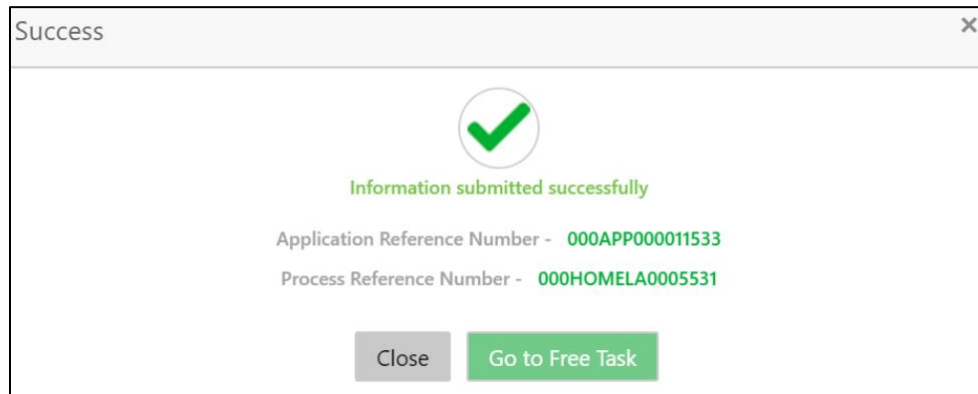 Success ×
Information submitted successfully
Application Reference Number - 000APP000011533
Process Reference Number - 000HOMELA0005531
Close Go to Free Task